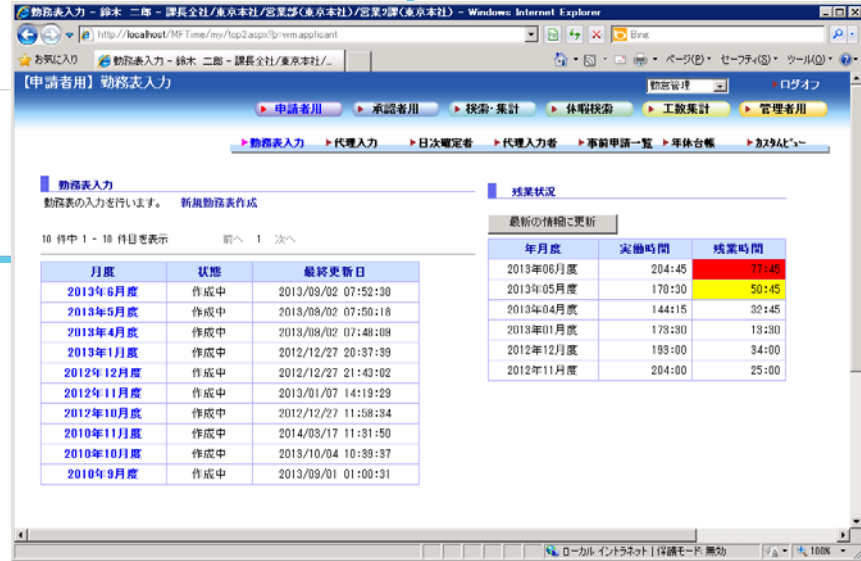 勤務表入力 - 鈴木 二郎 - 課長全社/東京本社/営業部(東京本社)/営業2課(東京本社) - Windows Internet Explorer
http://localhost/MFTime/my/top2.aspx?p=wm.applicant
Bing
お気に入り 勤務表入力 - 鈴木 二郎 - 課長全社/東京本社/... ページ(P) セーフティ(S) ツール(O)
【申請者用】勤務表入力 勤怠管理 ログオフ
申請者用 承認者用 検索・集計 休暇検索 工数集計 管理者用
勤務表入力 代理入力 日次確定者 代理入力者 事前申請一覧 年休台帳 カスタムビュー
勤務表入力
勤務表の入力を行います。 新規勤務表作成
10 件中 1 - 10 件目を表示 前へ 1 次へ
月度 状態 最終更新日
2013年6月度 作成中 2013/09/02 07:52:30
2013年5月度 作成中 2013/09/02 07:50:18
2013年4月度 作成中 2013/09/02 07:48:09
2013年1月度 作成中 2012/12/27 20:37:39
2012年12月度 作成中 2012/12/27 21:43:02
2012年11月度 作成中 2013/01/07 14:19:29
2012年10月度 作成中 2012/12/27 11:58:34
2010年11月度 作成中 2014/03/17 11:31:50
2010年10月度 作成中 2013/10/04 10:39:37
2010年9月度 作成中 2013/09/01 01:00:31
残業状況
最新の情報に更新
年月度 実働時間 残業時間
2013年06月度 204:45 77:45
2013年05月度 170:30 50:45
2013年04月度 144:15 32:45
2013年01月度 173:30 13:30
2012年12月度 193:00 34:00
2012年11月度 204:00 25:00
ローカル イントラネット | 保護モード: 無効 100%